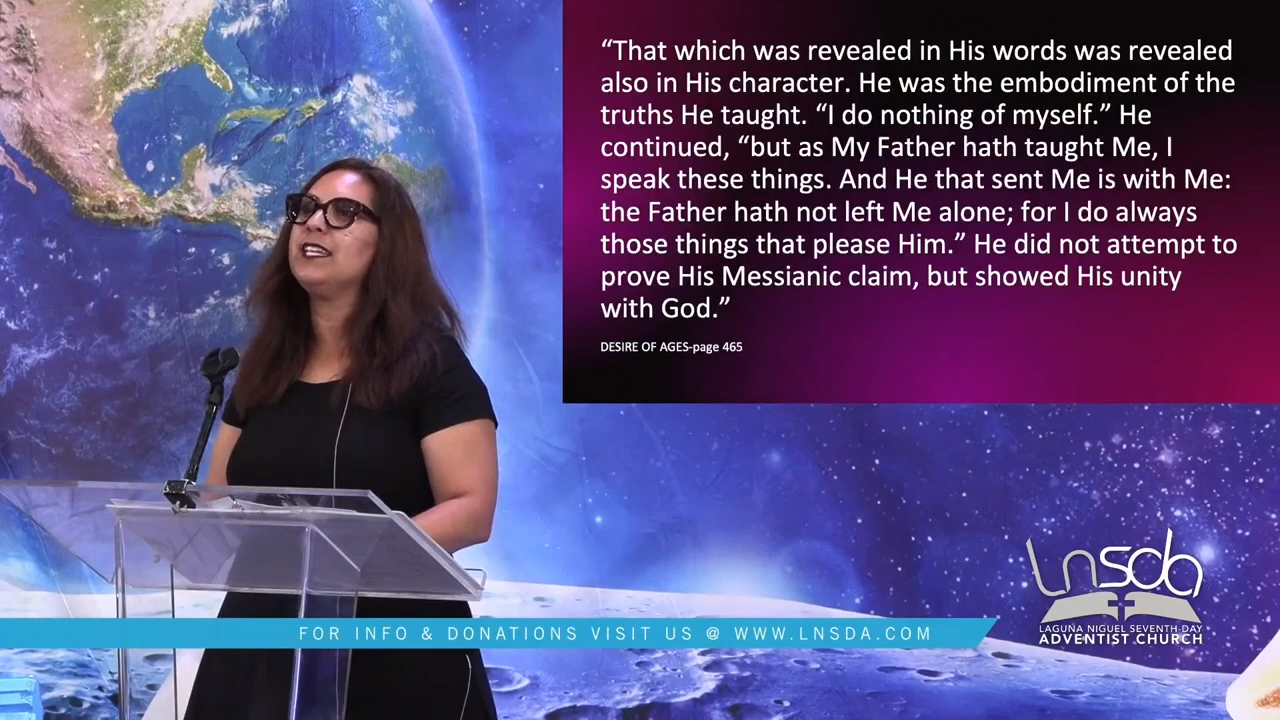 “That which was revealed in His words was revealed
also in His character. He was the embodiment of the
truths He taught. “I do nothing of myself.” He
continued, “but as My Father hath taught Me, I
speak these things. And He that sent Me is with Me:
the Father hath not left Me alone; for I do always
those things that please Him.” He did not attempt to
prove His Messianic claim, but showed His unity
with God.”
DESIRE OF AGES-page 465
LNSDA
LAGUNA NIGUEL SEVENTH-DAY
ADVENTIST CHURCH
FOR INFO & DONATIONS VISIT US @ WWW.LNSDA.COM